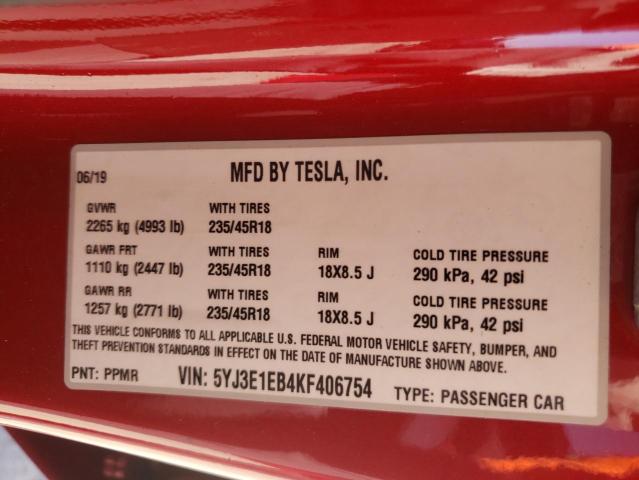 06/19 MFD BY TESLA, INC.
GVWR WITH TIRES
2265 kg (4993 lb) 235/45R18
GAWR FRT WITH TIRES RIM COLD TIRE PRESSURE
1110 kg (2447 lb) 235/45R18 18X8.5 J 290 kPa, 42 psi
GAWR RR WITH TIRES RIM COLD TIRE PRESSURE
1257 kg (2771 lb) 235/45R18 18X8.5 J 290 kPa, 42 psi
THIS VEHICLE CONFORMS TO ALL APPLICABLE U.S. FEDERAL MOTOR VEHICLE SAFETY, BUMPER, AND
THEFT PREVENTION STANDARDS IN EFFECT ON THE DATE OF MANUFACTURE SHOWN ABOVE.
PNT: PPMR VIN: 5YJ3E1EB4KF406754 TYPE: PASSENGER CAR